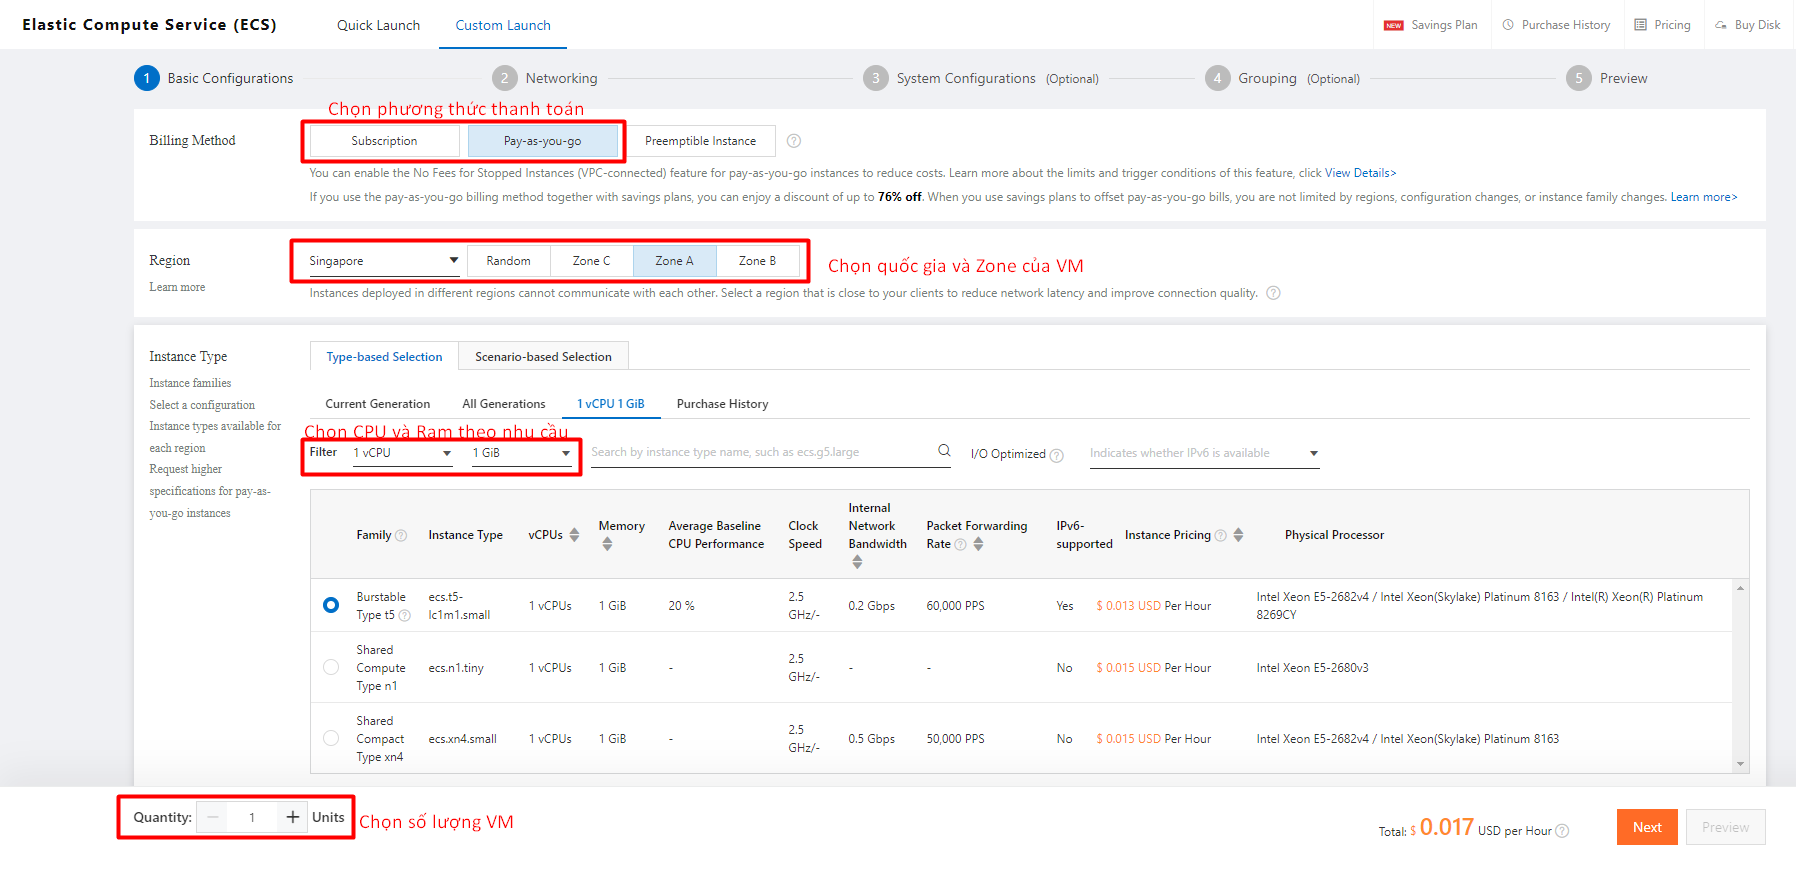 Elastic Compute Service (ECS)
Quick Launch
Custom Launch
NEW Savings Plan
Purchase History
Pricing
Buy Disk
1 Basic Configurations
2 Networking
3 System Configurations (Optional)
4 Grouping (Optional)
5 Preview
Chọn phương thức thanh toán
Billing Method
Subscription
Pay-as-you-go
Preemptible Instance
You can enable the No Fees for Stopped Instances (VPC-connected) feature for pay-as-you-go instances to reduce costs. Learn more about the limits and trigger conditions of this feature, click View Details>
If you use the pay-as-you-go billing method together with savings plans, you can enjoy a discount of up to 76% off. When you use savings plans to offset pay-as-you-go bills, you are not limited by regions, configuration changes, or instance family changes. Learn more>
Region
Learn more
Singapore
Random
Zone C
Zone A
Zone B
Chọn quốc gia và Zone của VM
Instances deployed in different regions cannot communicate with each other. Select a region that is close to your clients to reduce network latency and improve connection quality.
Instance Type
Instance families
Select a configuration
Instance types available for
each region
Request higher
specifications for pay-as-
you-go instances
Type-based Selection
Scenario-based Selection
Current Generation
All Generations
1 vCPU 1 GiB
Purchase History
Chọn CPU và Ram theo nhu cầu
Filter
1 vCPU
1 GiB
Search by instance type name, such as ecs.g5.large
I/O Optimized
Indicates whether IPv6 is available
Family
Instance Type
vCPUs
Memory
Average Baseline
CPU Performance
Clock
Speed
Internal
Network
Bandwidth
Packet Forwarding
Rate
IPv6-
supported
Instance Pricing
Physical Processor
Burstable
Type t5
ecs.t5-
lc1m1.small
1 vCPUs
1 GiB
20 %
2.5
GHz/-
0.2 Gbps
60,000 PPS
Yes
$ 0.013 USD Per Hour
Intel Xeon E5-2682v4 / Intel Xeon(Skylake) Platinum 8163 / Intel(R) Xeon(R) Platinum
8269CY
Shared
Compute
Type n1
ecs.n1.tiny
1 vCPUs
1 GiB
-
2.5
GHz/-
-
-
No
$ 0.015 USD Per Hour
Intel Xeon E5-2680v3
Shared
Compact
Type xn4
ecs.xn4.small
1 vCPUs
1 GiB
-
2.5
GHz/-
0.5 Gbps
50,000 PPS
No
$ 0.015 USD Per Hour
Intel Xeon E5-2682v4 / Intel Xeon(Skylake) Platinum 8163
Quantity: − 1 + Units
Chọn số lượng VM
Total: $ 0.017 USD per Hour
Next
Preview